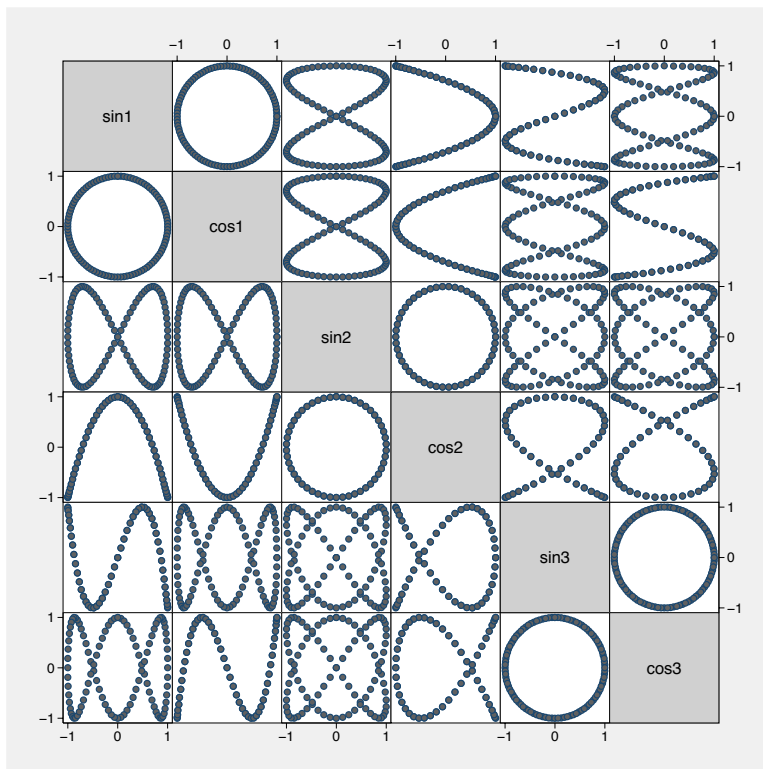 −1 0 1 −1 0 1 −1 0 1
sin1 1 0 −1
1 0 −1 cos1
sin2 1 0 −1
1 0 −1 cos2
sin3 1 0 −1
1 0 −1 cos3
−1 0 1 −1 0 1 −1 0 1